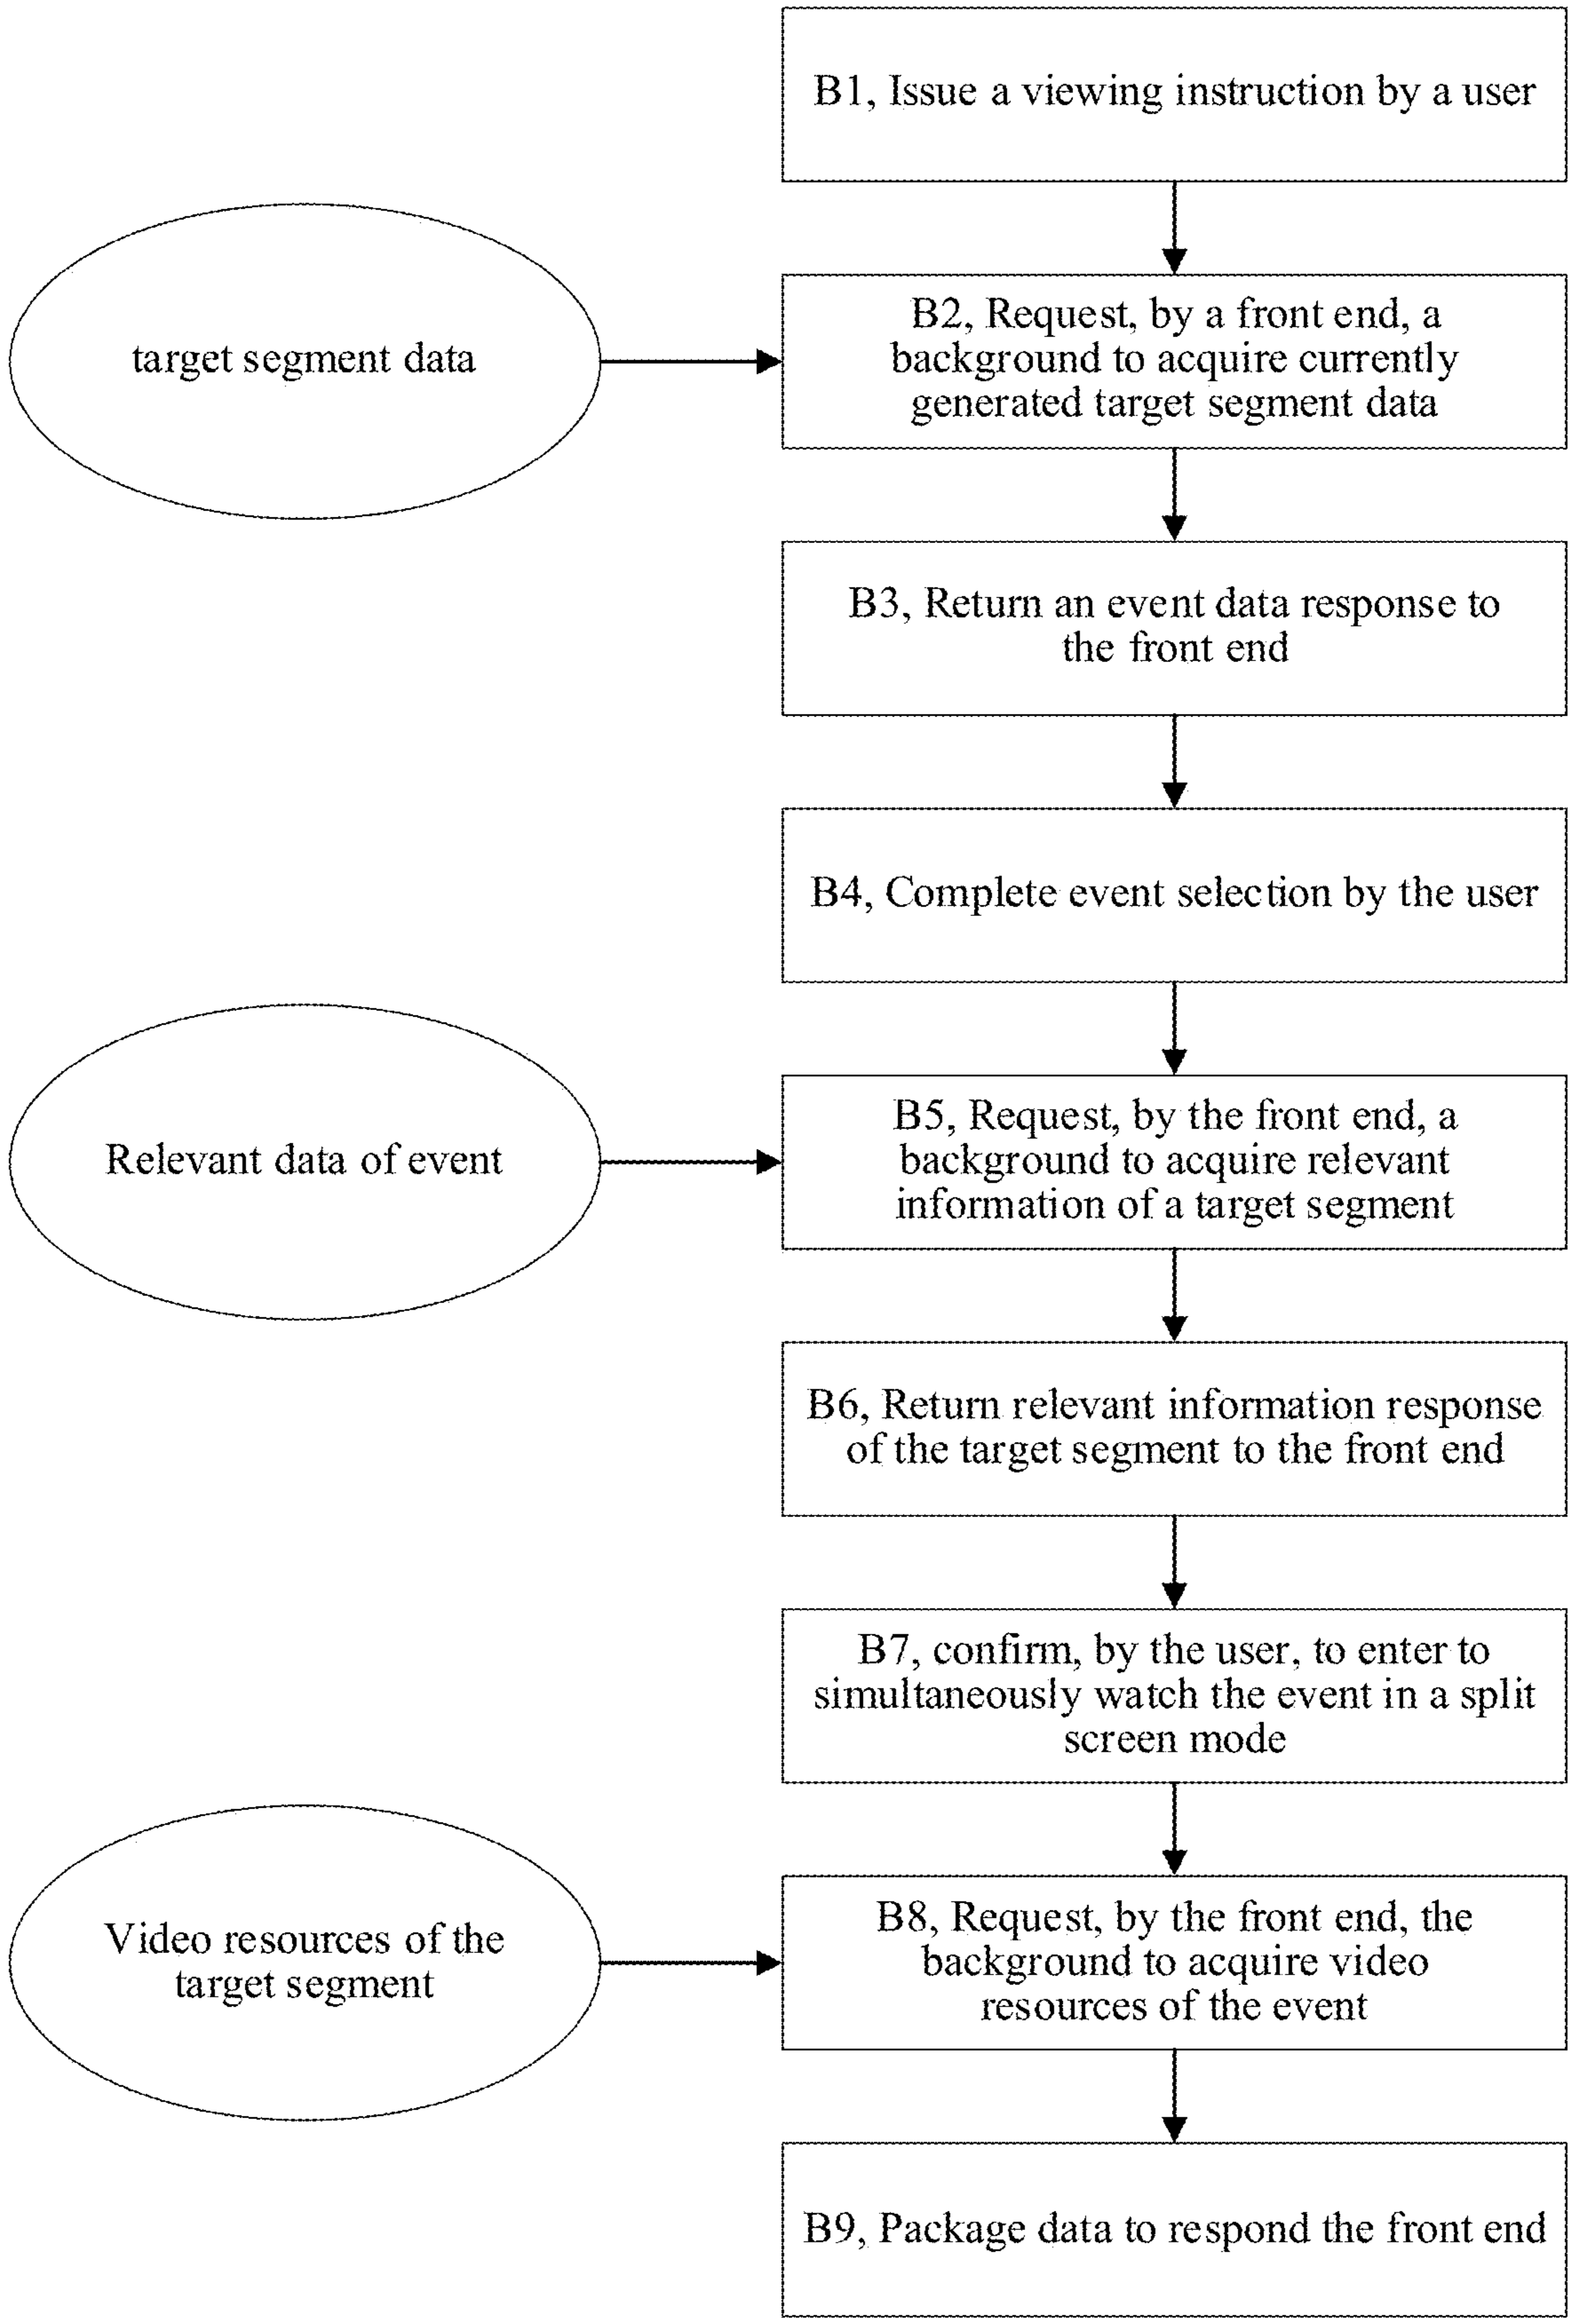 B1, Issue a viewing instruction by a user
target segment data
B2, Request, by a front end, a
background to acquire currently
generated target segment data
B3, Return an event data response to
the front end
B4, Complete event selection by the user
Relevant data of event
B5, Request, by the front end, a
background to acquire relevant
information of a target segment
B6, Return relevant information response
of the target segment to the front end
B7, confirm, by the user, to enter to
simultaneously watch the event in a split
screen mode
Video resources of the
target segment
B8, Request, by the front end, the
background to acquire video
resources of the event
B9, Package data to respond the front end